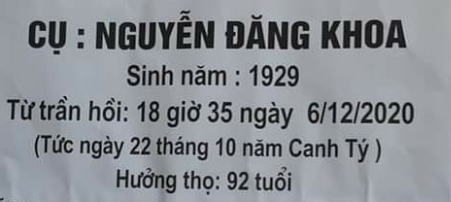 CỤ : NGUYỄN ĐĂNG KHOA
Sinh năm : 1929
Từ trần hồi: 18 giờ 35 ngày 6/12/2020
(Tức ngày 22 tháng 10 năm Canh Tý )
Hưởng thọ: 92 tuổi